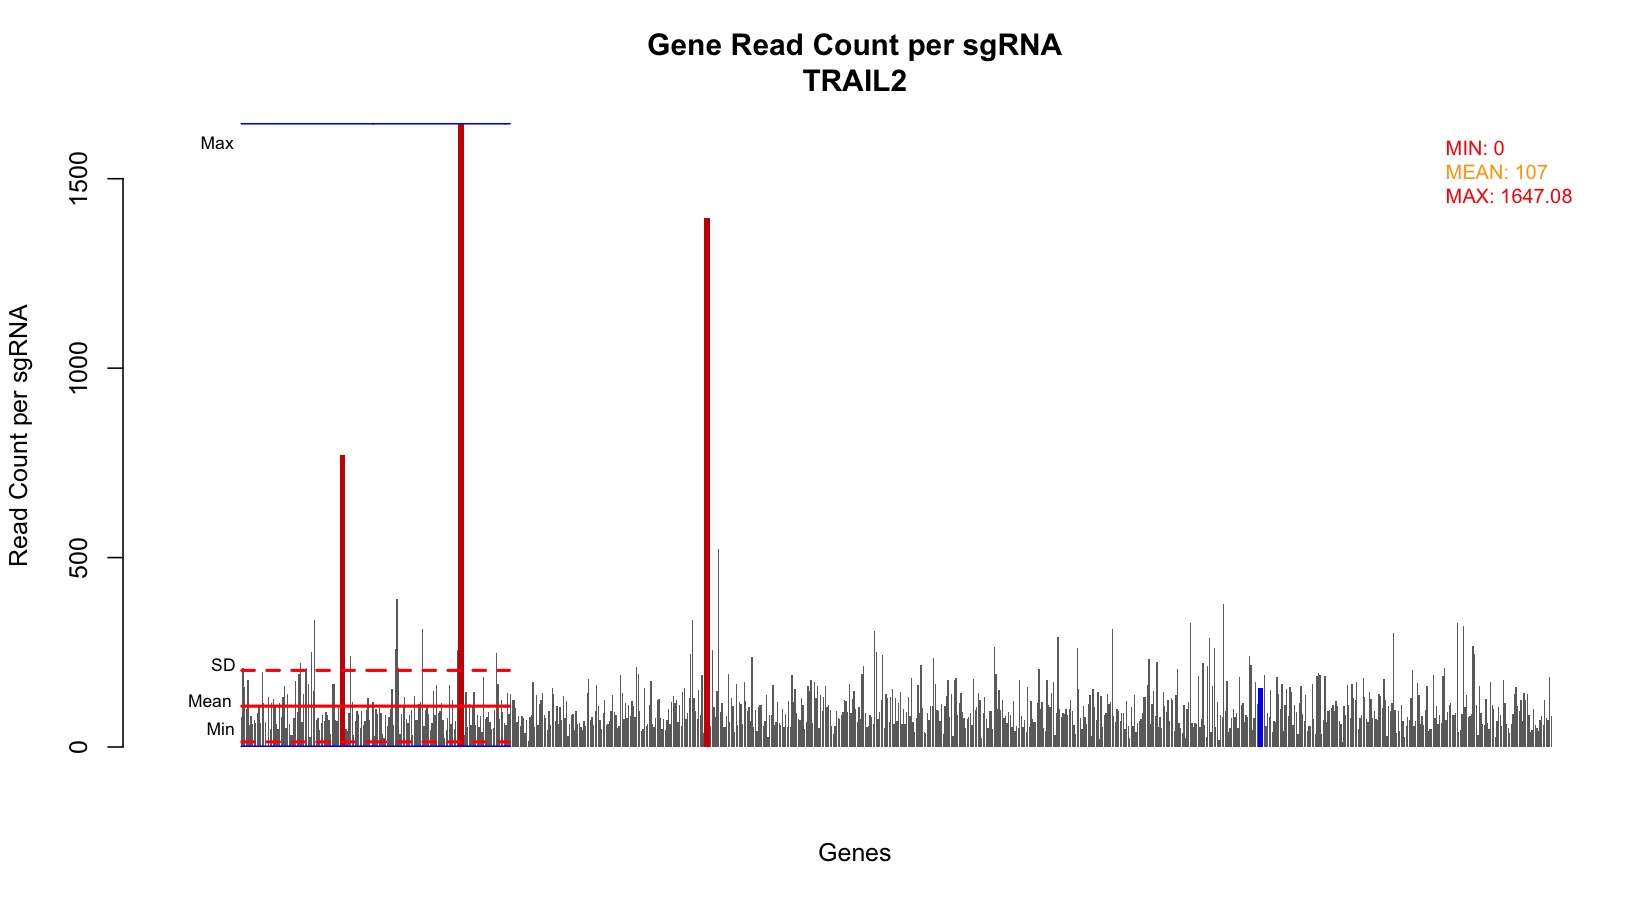 Gene Read Count per sgRNA
TRAIL2
Max
MIN: 0
MEAN: 107
MAX: 1647.08
1500
1000
500
0
Read Count per sgRNA
SD
Mean
Min
Genes